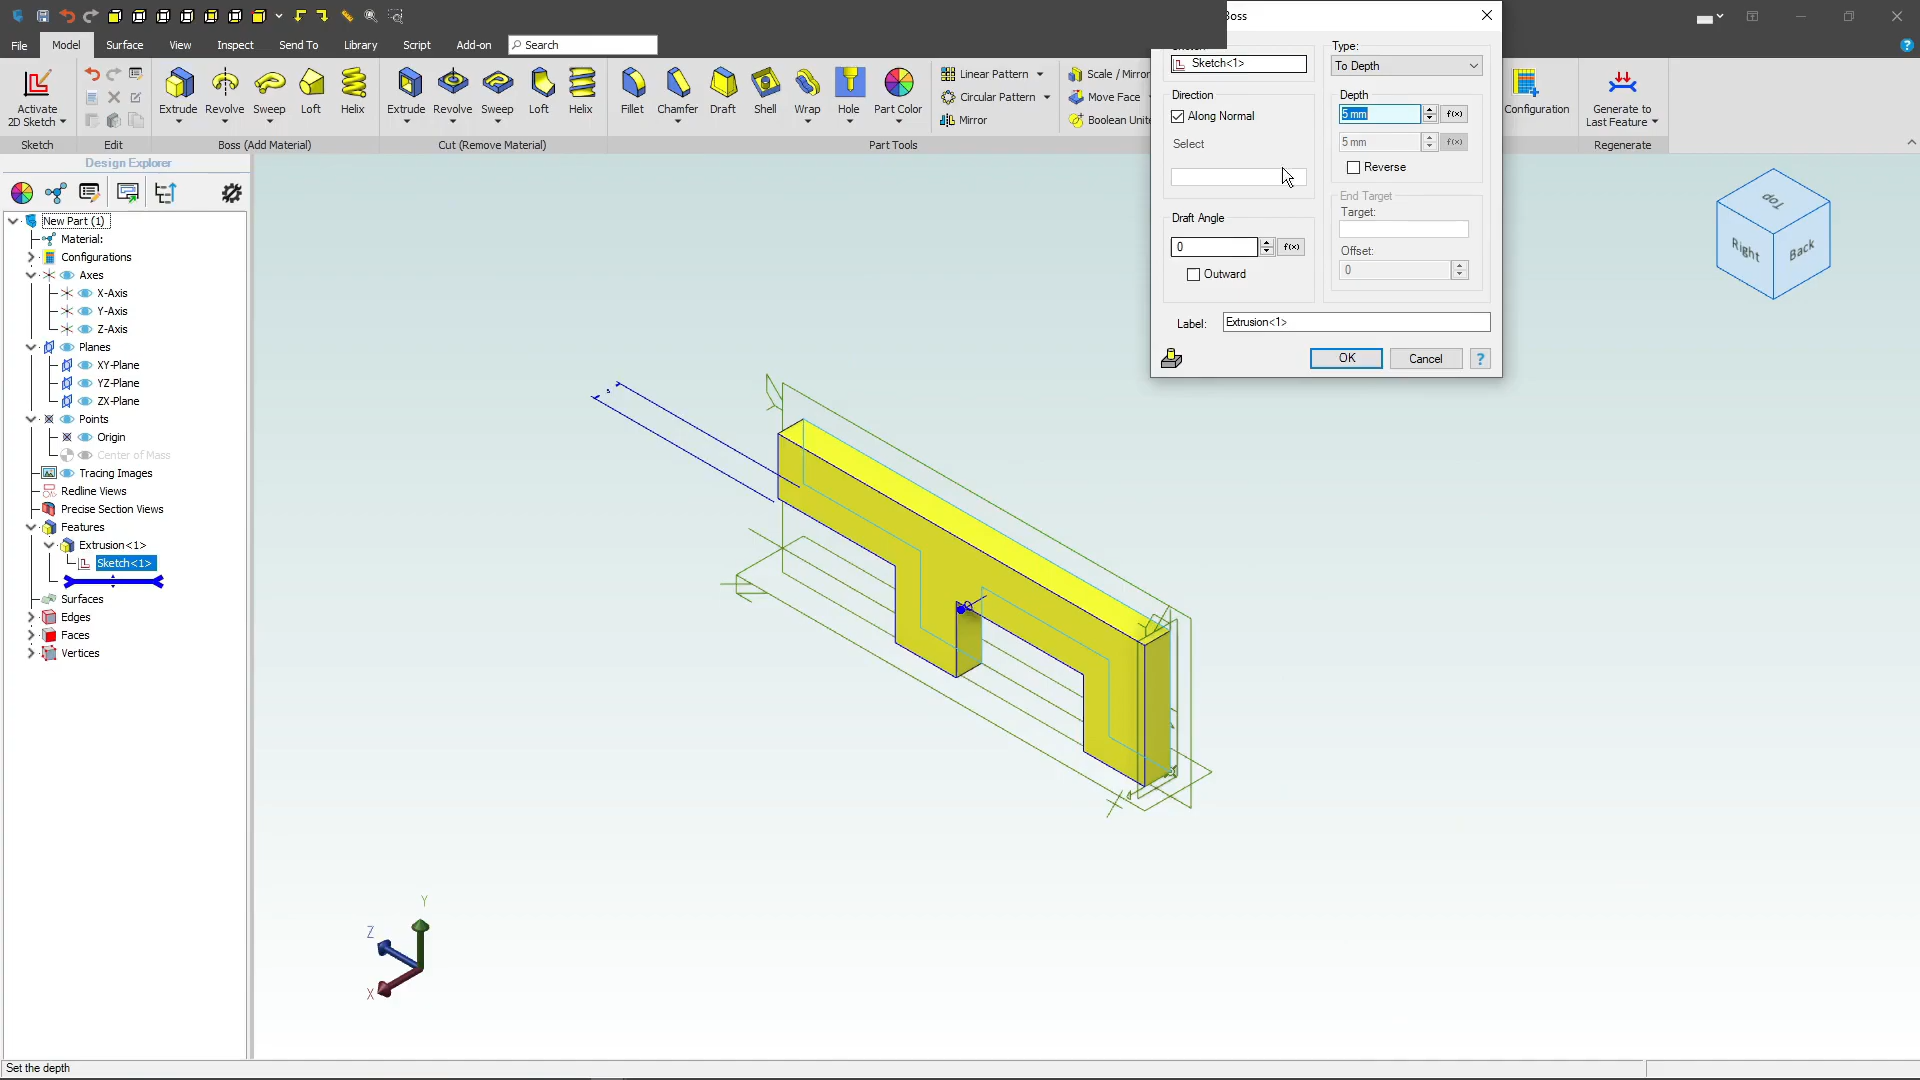 Boss
File Model Surface View Inspect Send To Library Script Add-on Search
Activate
2D Sketch
Extrude Revolve Sweep Loft Helix
Extrude Revolve Sweep Loft Helix
Fillet Chamfer Draft Shell Wrap Hole Part Color
Linear Pattern
Circular Pattern
Mirror
Scale / Mirror
Move Face
Boolean Unite
Configuration
Generate to
Last Feature
Sketch Edit Boss (Add Material) Cut (Remove Material) Part Tools Regenerate
Sketch<1>
Direction
Along Normal
Select
Draft Angle
0 f(x)
Outward
Type:
To Depth
Depth
5 mm f(x)
5 mm f(x)
Reverse
End Target
Target:
Offset:
0
Label: Extrusion<1>
OK Cancel ?
Design Explorer
New Part (1)
Material:
Configurations
Axes
X-Axis
Y-Axis
Z-Axis
Planes
XY-Plane
YZ-Plane
ZX-Plane
Points
Origin
Center of Mass
Tracing Images
Redline Views
Precise Section Views
Features
Extrusion<1>
Sketch<1>
Surfaces
Edges
Faces
Vertices
Top
Right Back
Y
Z
X
Set the depth